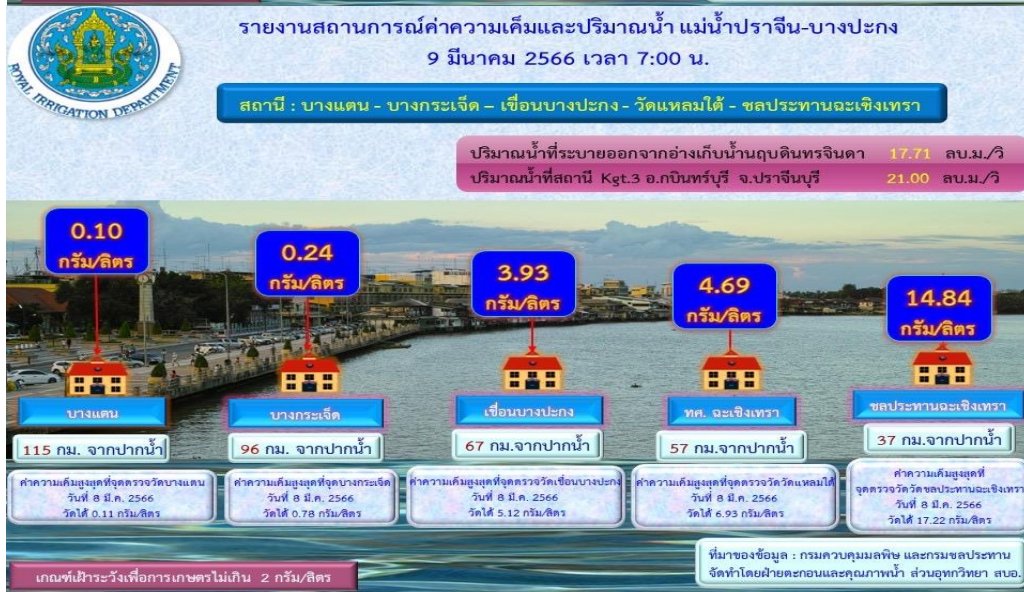 รายงานสถานการณ์ค่าความเค็มและปริมาณน้ำ แม่น้ำปราจีน-บางปะกง
9 มีนาคม 2566 เวลา 7:00 น.
ROYAL IRRIGATION DEPARTMENT
สถานี : บางแตน - บางกระเจ็ด – เขื่อนบางปะกง - วัดแหลมใต้ - ชลประทานฉะเชิงเทรา
ปริมาณน้ำที่ระบายออกจากอ่างเก็บน้ำนฤบดินทรจินดา 17.71 ลบ.ม./วิ
ปริมาณน้ำที่สถานี Kgt.3 อ.กบินทร์บุรี จ.ปราจีนบุรี 21.00 ลบ.ม./วิ
0.10
กรัม/ลิตร
0.24
กรัม/ลิตร
3.93
กรัม/ลิตร
4.69
กรัม/ลิตร
14.84
กรัม/ลิตร
บางแตน
บางกระเจ็ด
เขื่อนบางปะกง
ทศ. ฉะเชิงเทรา
ชลประทานฉะเชิงเทรา
115 กม. จากปากน้ำ
96 กม. จากปากน้ำ
67 กม.จากปากน้ำ
57 กม.จากปากน้ำ
37 กม.จากปากน้ำ
ค่าความเค็มสูงสุดที่จุดตรวจวัดบางแตน
วันที่ 8 มี.ค. 2566
วัดได้ 0.11 กรัม/ลิตร
ค่าความเค็มสูงสุดที่จุดบางกระเจ็ด
วันที่ 8 มี.ค. 2566
วัดได้ 0.78 กรัม/ลิตร
ค่าความเค็มสูงสุดที่จุดตรวจวัดเขื่อนบางปะกง
วันที่ 8 มี.ค. 2566
วัดได้ 5.12 กรัม/ลิตร
ค่าความเค็มสูงสุดที่จุดตรวจวัดวัดแหลมใต้
วันที่ 8 มี.ค. 2566
วัดได้ 6.93 กรัม/ลิตร
ค่าความเค็มสูงสุดที่
จุดตรวจวัดวัดชลประทานฉะเชิงเทรา
วันที่ 8 มี.ค. 2566
วัดได้ 17.22 กรัม/ลิตร
ที่มาของข้อมูล : กรมควบคุมมลพิษ และกรมชลประทาน
จัดทำโดยฝ่ายตะกอนและคุณภาพน้ำ ส่วนอุทกวิทยา สบอ.
เกณฑ์เฝ้าระวังเพื่อการเกษตรไม่เกิน 2 กรัม/ลิตร